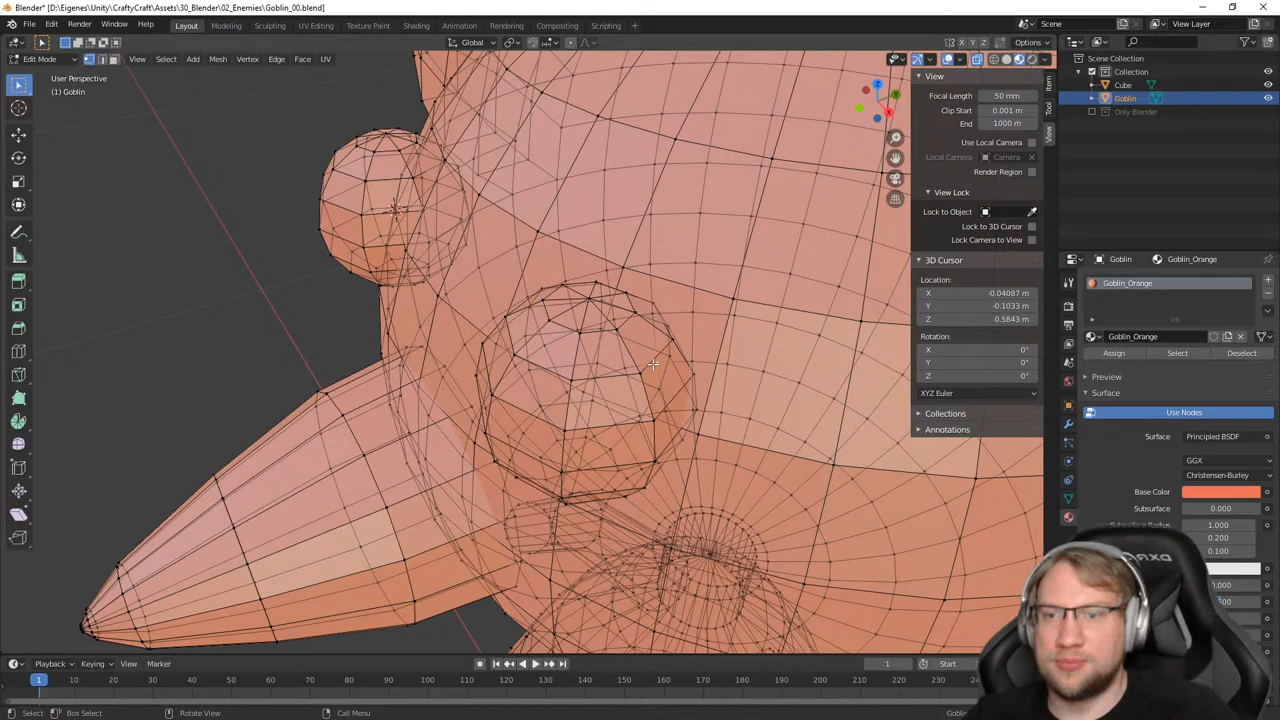 Blender* [D:\Eigenes\Unity\CraftyCraft\Assets\30_Blender\02_Enemies\Goblin_00.blend]
File Edit Render Window Help Layout Modeling Sculpting UV Editing Texture Paint Shading Animation Rendering Compositing Scripting + Scene View Layer
Global X Y Z Options
Edit Mode View Select Add Mesh Vertex Edge Face UV
User Perspective
(1) Goblin
Z
Y
X
View
Focal Length 50 mm
Clip Start 0.001 m
End 1000 m
Use Local Camera
Local Camera Camera
Render Region
View Lock
Lock to Object
Lock to 3D Cursor
Lock Camera to View
3D Cursor
Location:
X -0.04087 m
Y -0.1033 m
Z 0.5843 m
Rotation:
X 0°
Y 0°
Z 0°
XYZ Euler
Collections
Annotations
Item
Tool
View
Scene Collection
Collection
Cube
Goblin
Only Blender
Goblin Goblin_Orange
Goblin_Orange
Goblin_Orange
Assign Select Deselect
Preview
Surface
Use Nodes
Surface Principled BSDF
GGX
Christensen-Burley
Base Color
Subsurface 0.000
Subsurface Radius 1.000
0.200
0.100
Playback Keying View Marker 1 Start
1 10 20 30 40 50 60 70 80 90 100 110 120 130 140 150 160 170 180 190 200 210 220 230
Select Box Select Rotate View Call Menu
DXRACER